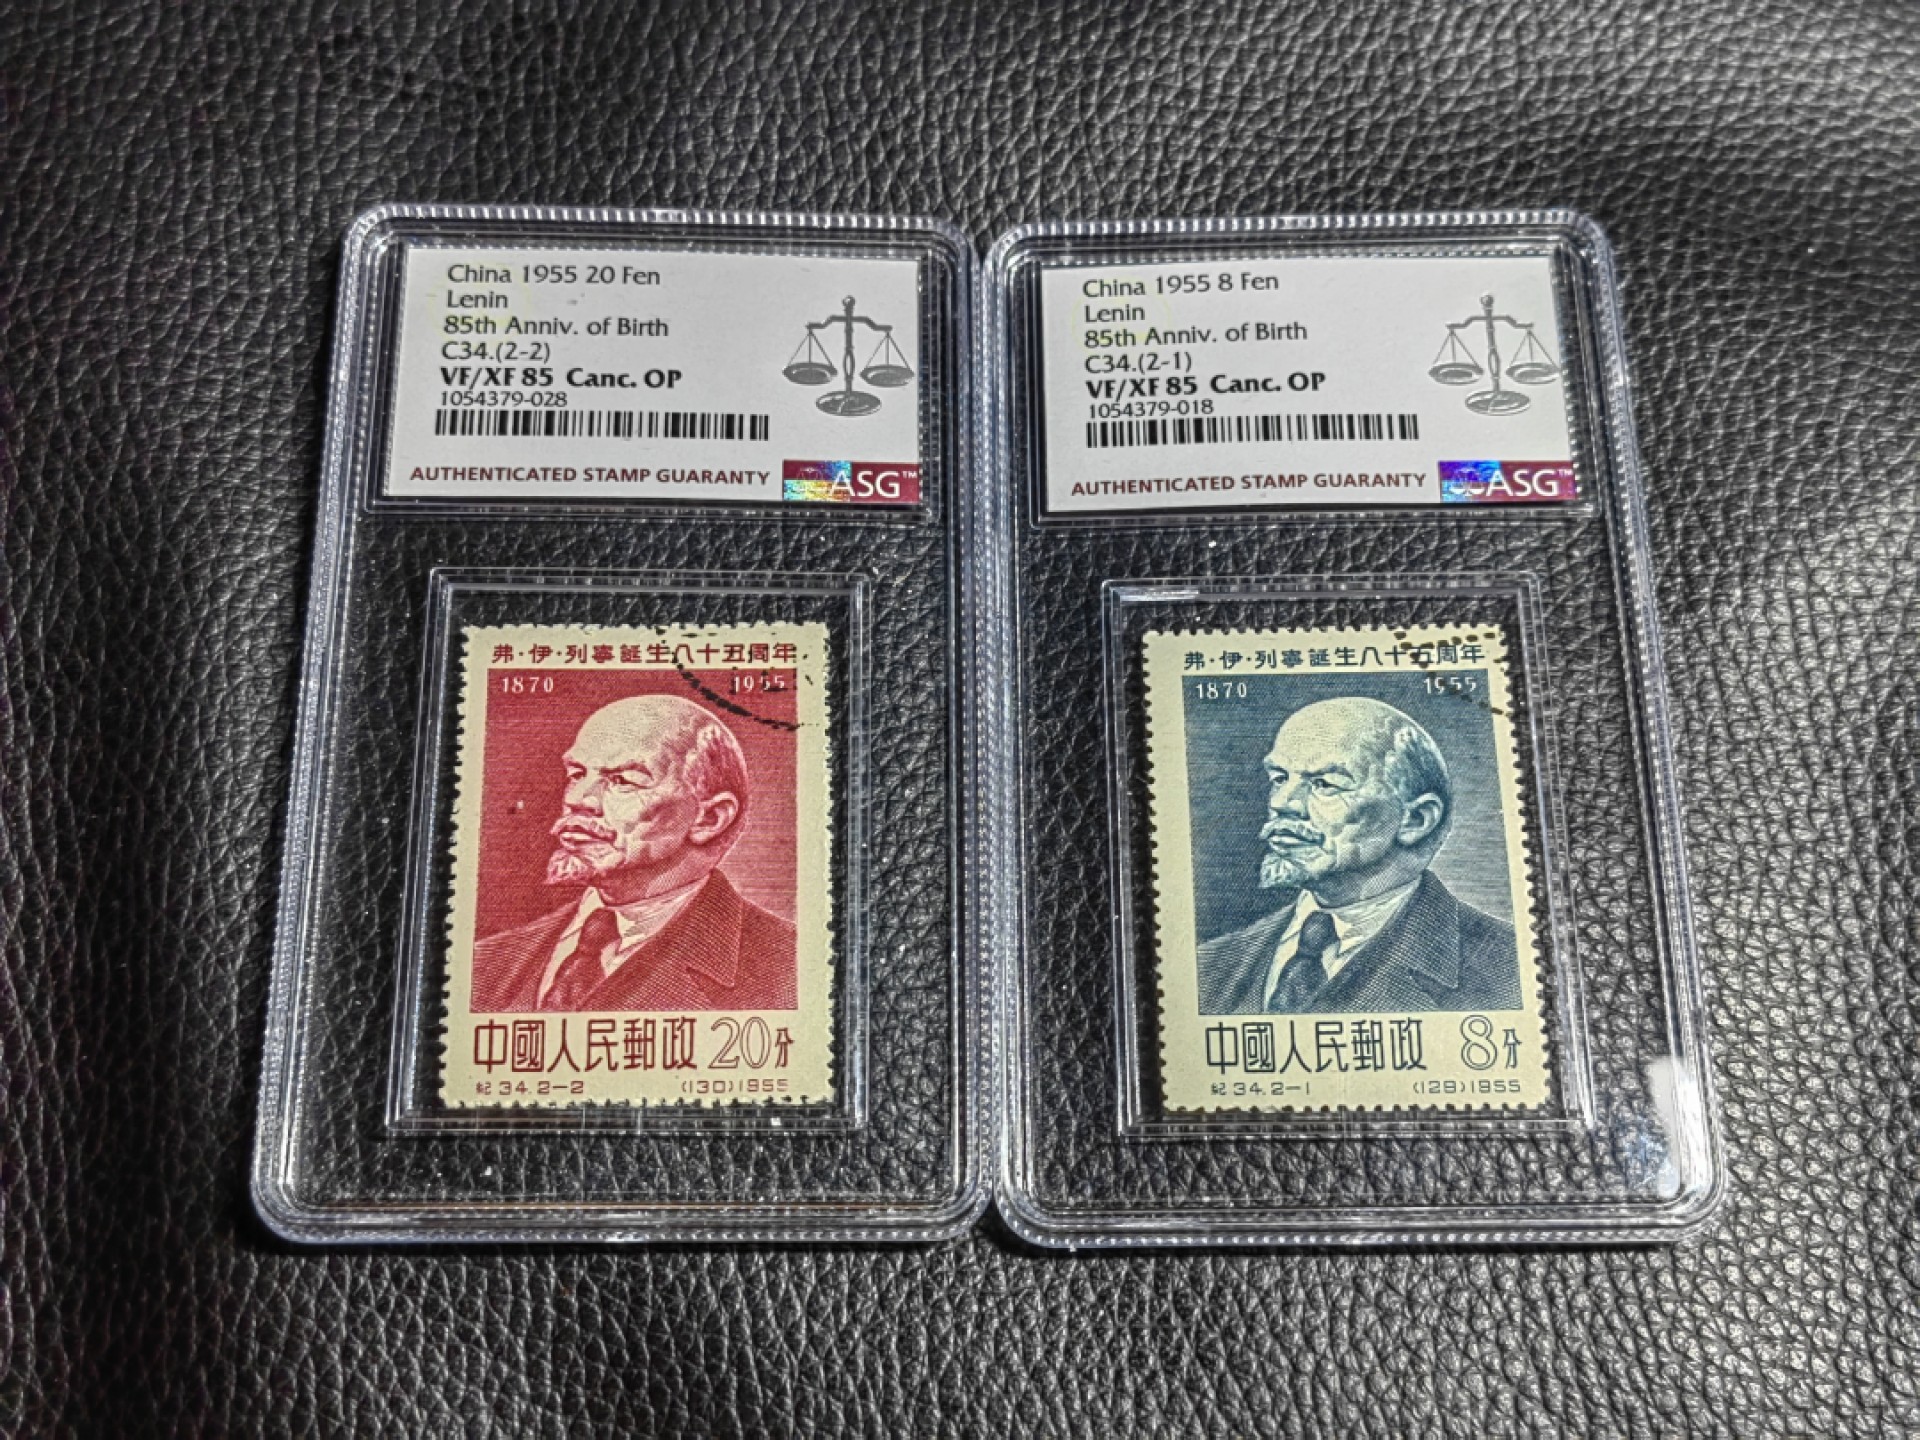 China 1955 20 Fen
Lenin
85th Anniv. of Birth
C34.(2-2)
VF/XF 85 Canc. OP
1054379-028
AUTHENTICATED STAMP GUARANTY
ASG™
弗·伊·列寧誕生八十五周年
1870 1955
中國人民郵政 20分
紀 34. 2-2 (130) 1955
China 1955 8 Fen
Lenin
85th Anniv. of Birth
C34.(2-1)
VF/XF 85 Canc. OP
1054379-018
AUTHENTICATED STAMP GUARANTY
ASG™
弗·伊·列寧誕生八十五周年
1870 1955
中國人民郵政 8分
紀 34. 2-1 (129) 1955